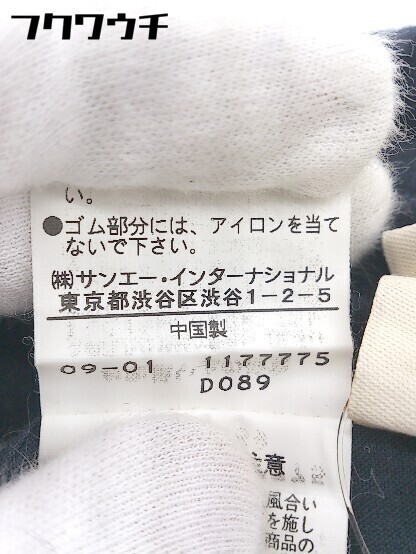 フクワウチ
い。
●ゴム部分には、アイロンを当て
ないで下さい。
㈱サンエー・インターナショナル
東京都渋谷区渋谷1-2-5
中国製
09-01 1177775
D089
注意
風合い
を施し
商品の